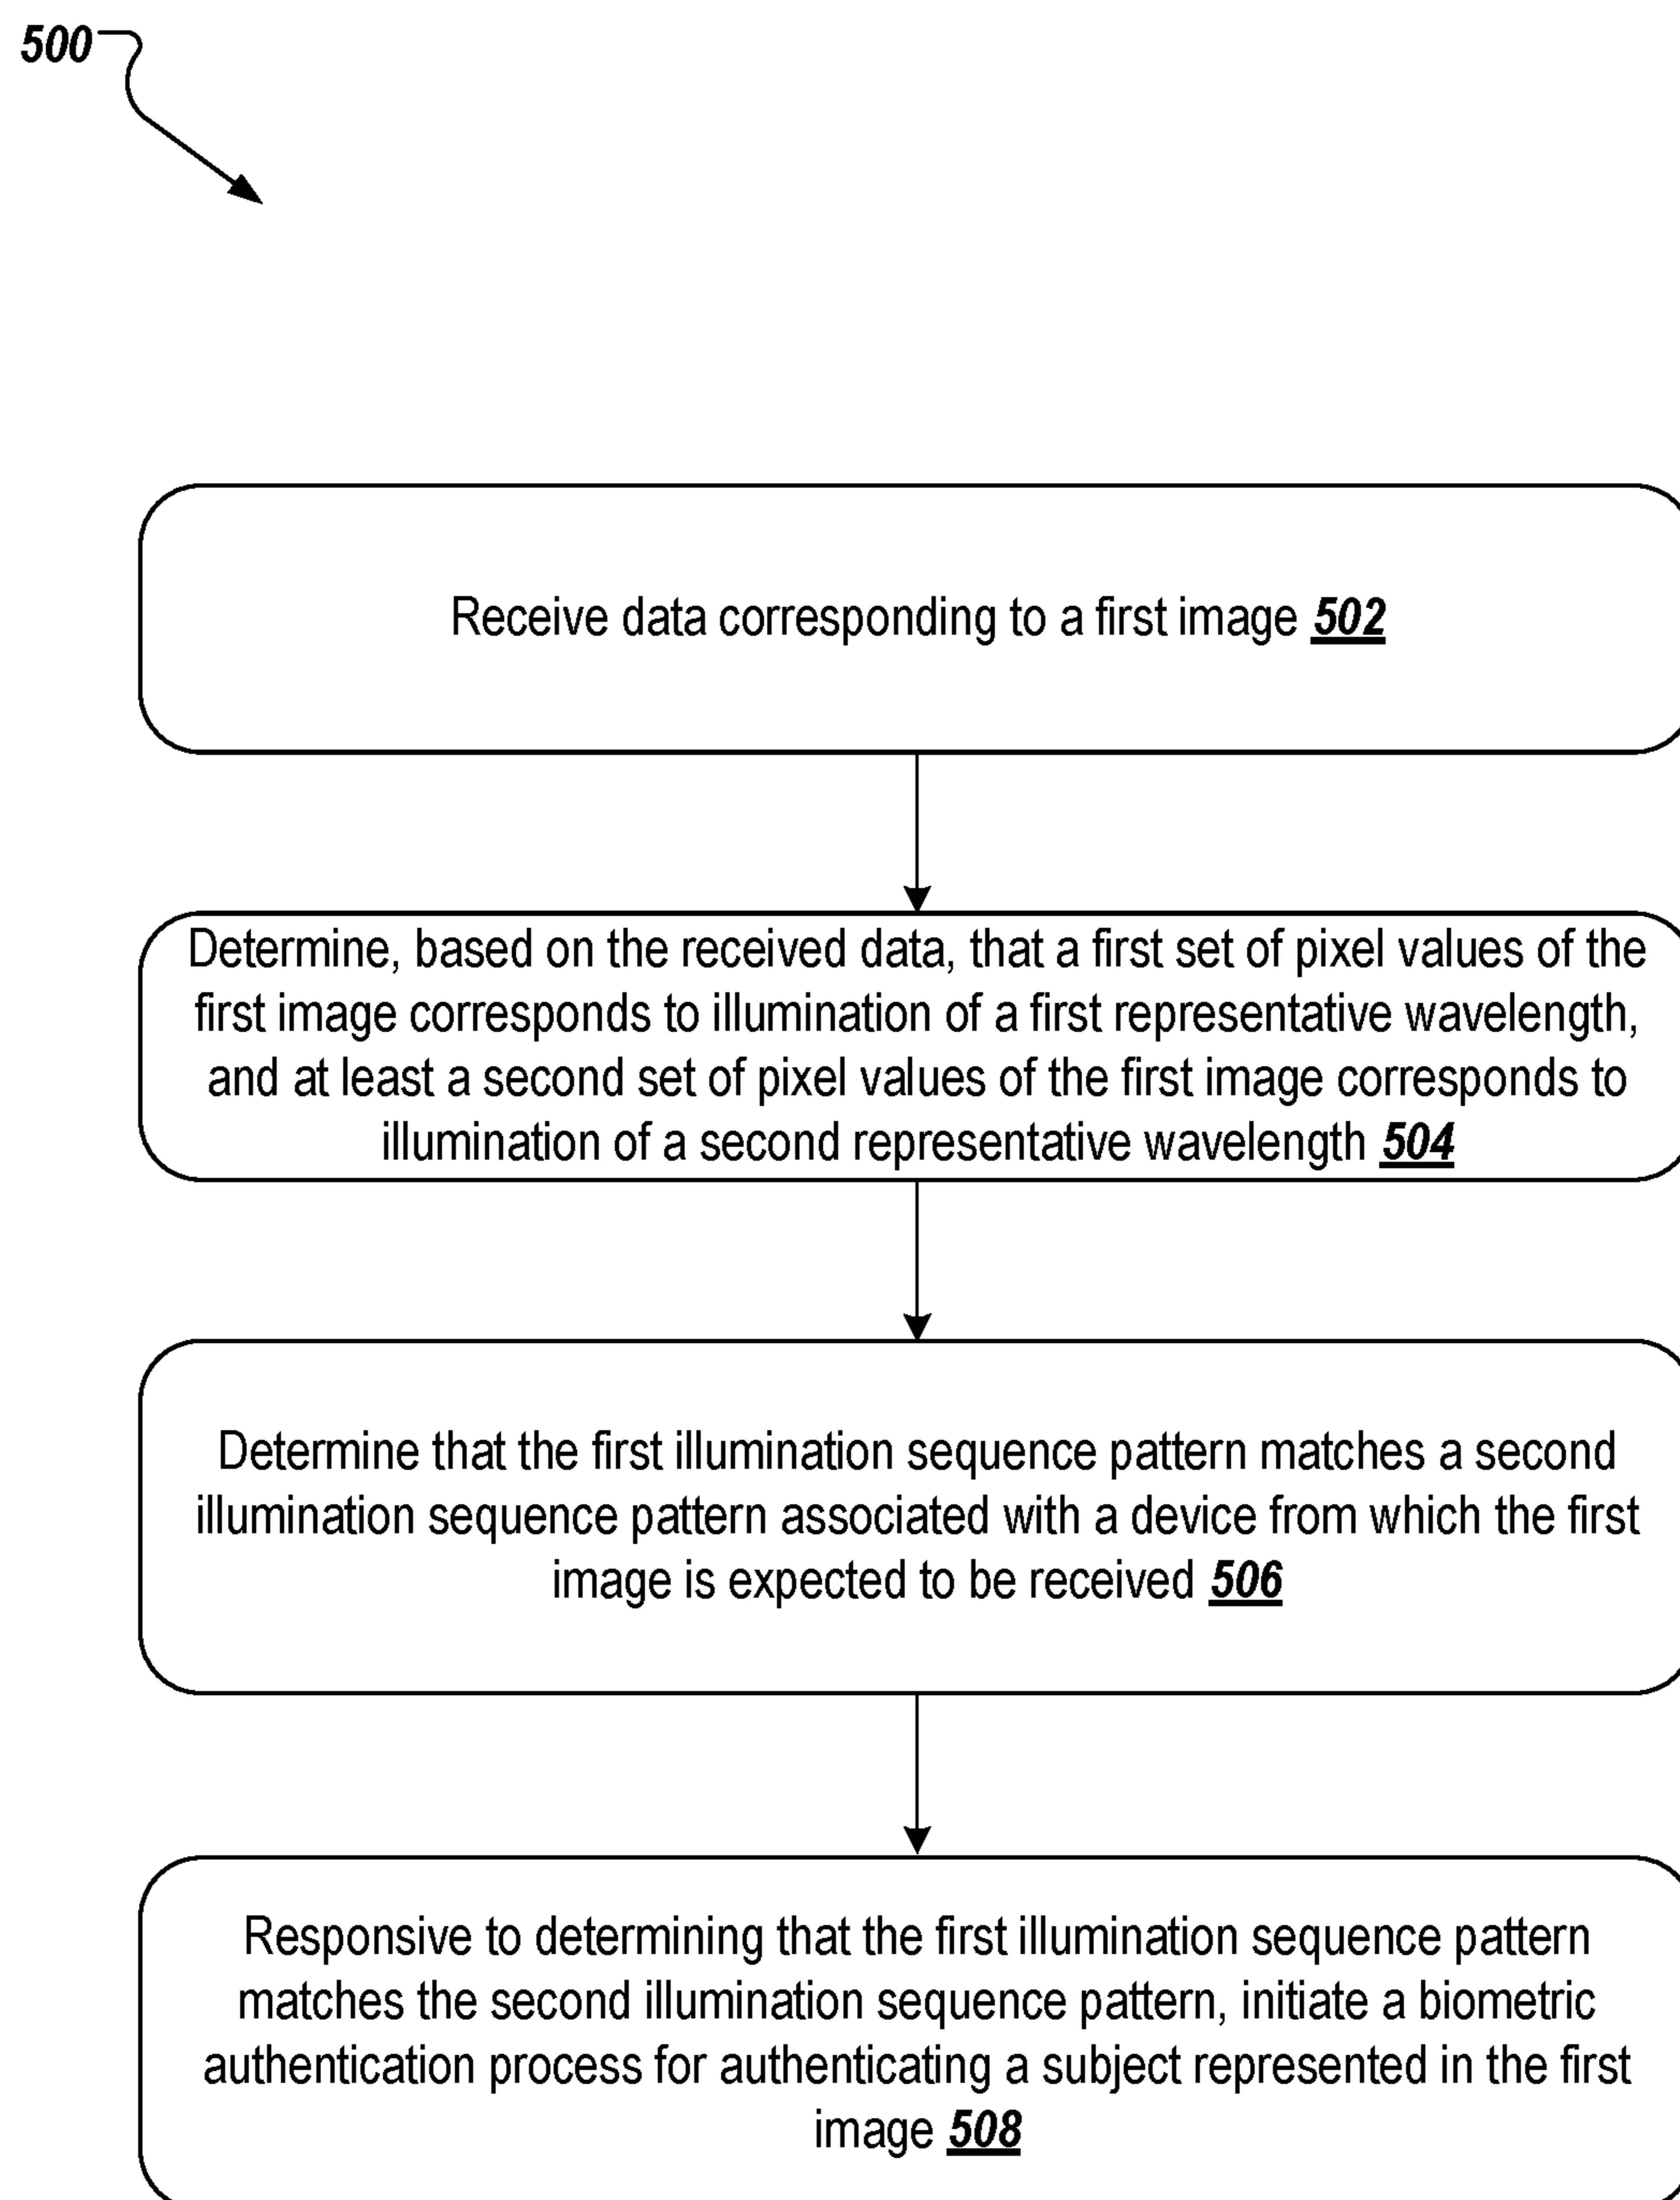 500
Receive data corresponding to a first image 502
Determine, based on the received data, that a first set of pixel values of the
first image corresponds to illumination of a first representative wavelength,
and at least a second set of pixel values of the first image corresponds to
illumination of a second representative wavelength 504
Determine that the first illumination sequence pattern matches a second
illumination sequence pattern associated with a device from which the first
image is expected to be received 506
Responsive to determining that the first illumination sequence pattern
matches the second illumination sequence pattern, initiate a biometric
authentication process for authenticating a subject represented in the first
image 508